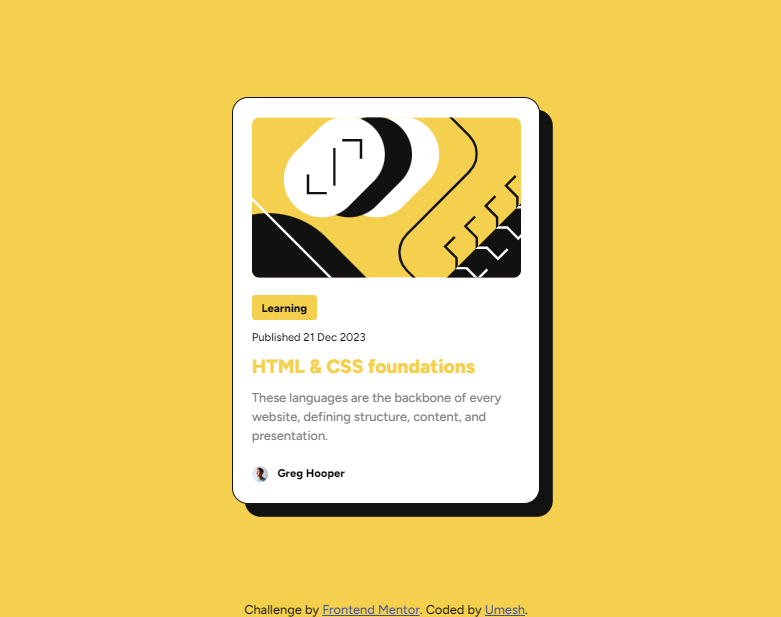 Learning
Published 21 Dec 2023
HTML & CSS foundations
These languages are the backbone of every
website, defining structure, content, and
presentation.
Greg Hooper
Challenge by Frontend Mentor. Coded by Umesh.